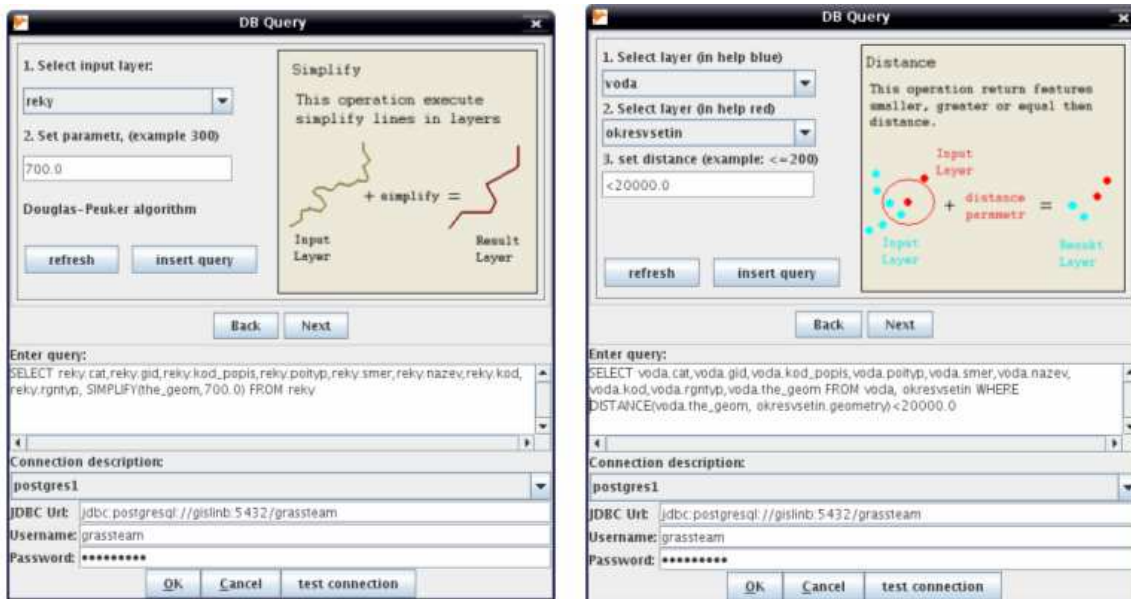 DB Query
1. Select input layer:
reky
2. Set parametr, (example 300)
700.0
Douglas-Peuker algorithm
refresh
insert query
Simplify
This operation execute
simplify lines in layers
+ simplify =
Input
Layer
Result
Layer
Back
Next
Enter query:
SELECT reky.cat,reky.gid,reky.kod_popis,reky.poityp,reky.smer,reky.nazev,reky.kod,
reky.rgntyp, SIMPLIFY(the_geom,700.0) FROM reky
Connection description:
postgres1
JDBC Url: jdbc:postgresql://gislinb:5432/grassteam
Username: grassteam
Password: •••••••••
OK
Cancel
test connection
DB Query
1. Select layer (in help blue)
voda
2. Select layer (in help red)
okresvsetin
3. set distance (example: <=200)
<20000.0
refresh
insert query
Distance
This operation return features
smaller, greater or equal then
distance.
Input
Layer
+ distance
parametr
=
Input
Layer
Result
Layer
Back
Next
Enter query:
SELECT voda.cat,voda.gid,voda.kod_popis,voda.poityp,voda.smer,voda.nazev,
voda.kod,voda.rgntyp,voda.the_geom FROM voda, okresvsetin WHERE
DISTANCE(voda.the_geom, okresvsetin.geometry)<20000.0
Connection description:
postgres1
JDBC Url: jdbc:postgresql://gislinb:5432/grassteam
Username: grassteam
Password: •••••••••
OK
Cancel
test connection